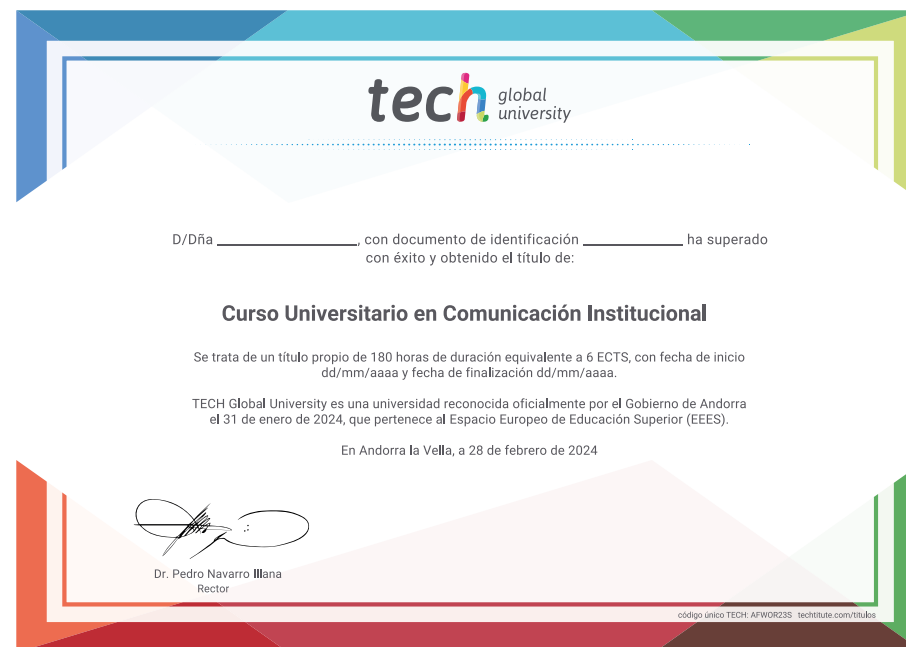 tech global university
D/Dña ________________, con documento de identificación ____________ ha superado
con éxito y obtenido el título de:
Curso Universitario en Comunicación Institucional
Se trata de un título propio de 180 horas de duración equivalente a 6 ECTS, con fecha de inicio
dd/mm/aaaa y fecha de finalización dd/mm/aaaa.
TECH Global University es una universidad reconocida oficialmente por el Gobierno de Andorra
el 31 de enero de 2024, que pertenece al Espacio Europeo de Educación Superior (EEES).
En Andorra la Vella, a 28 de febrero de 2024
Dr. Pedro Navarro Illana
Rector
código único TECH: AFWOR23S techtitute.com/titulos